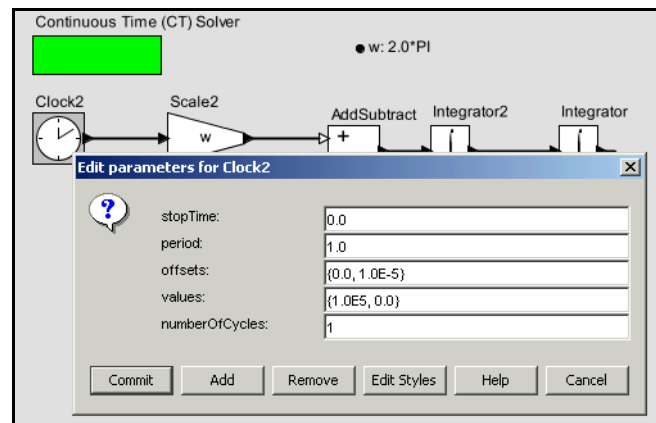 Continuous Time (CT) Solver
w: 2.0*PI
Clock2
Scale2
AddSubtract
Integrator2
Integrator
w
+
∫
∫
Edit parameters for Clock2
?
stopTime:
0.0
period:
1.0
offsets:
{0.0, 1.0E-5}
values:
{1.0E5, 0.0}
numberOfCycles:
1
Commit
Add
Remove
Edit Styles
Help
Cancel